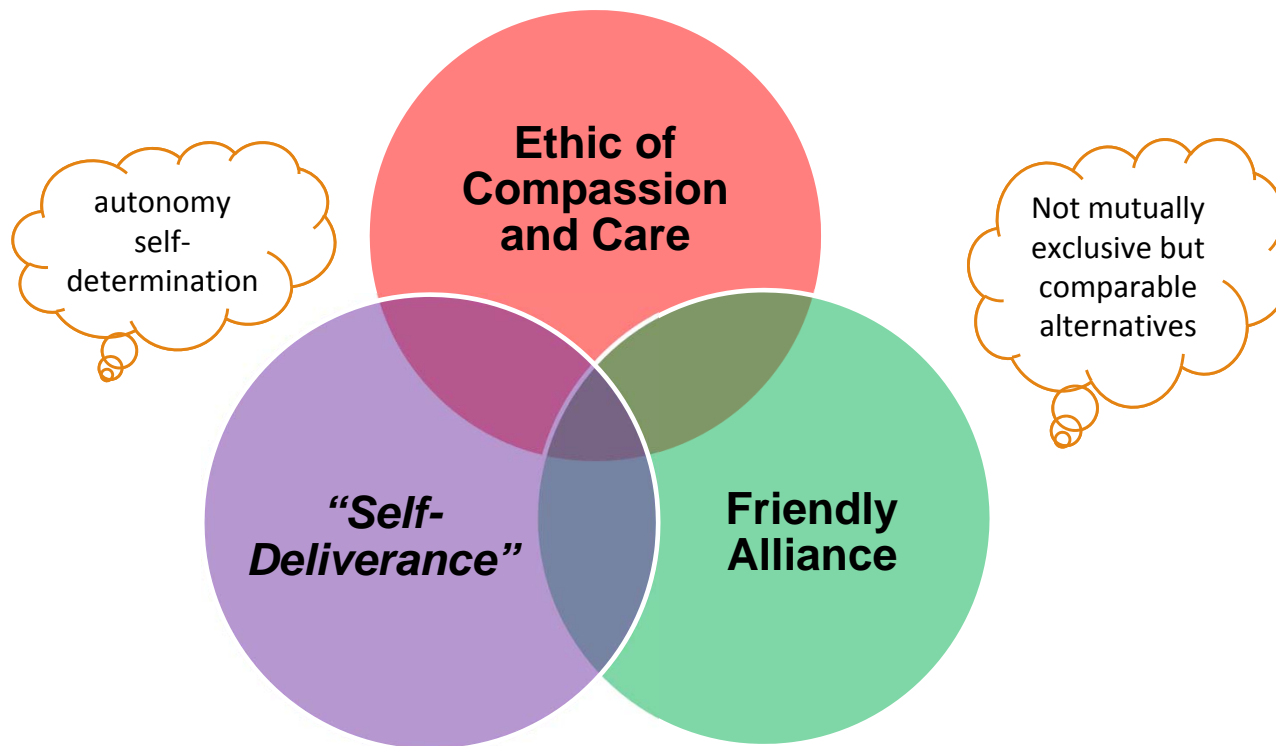 Ethic of
Compassion
and Care
autonomy
self-
determination
Not mutually
exclusive but
comparable
alternatives
“Self-
Deliverance”
Friendly
Alliance